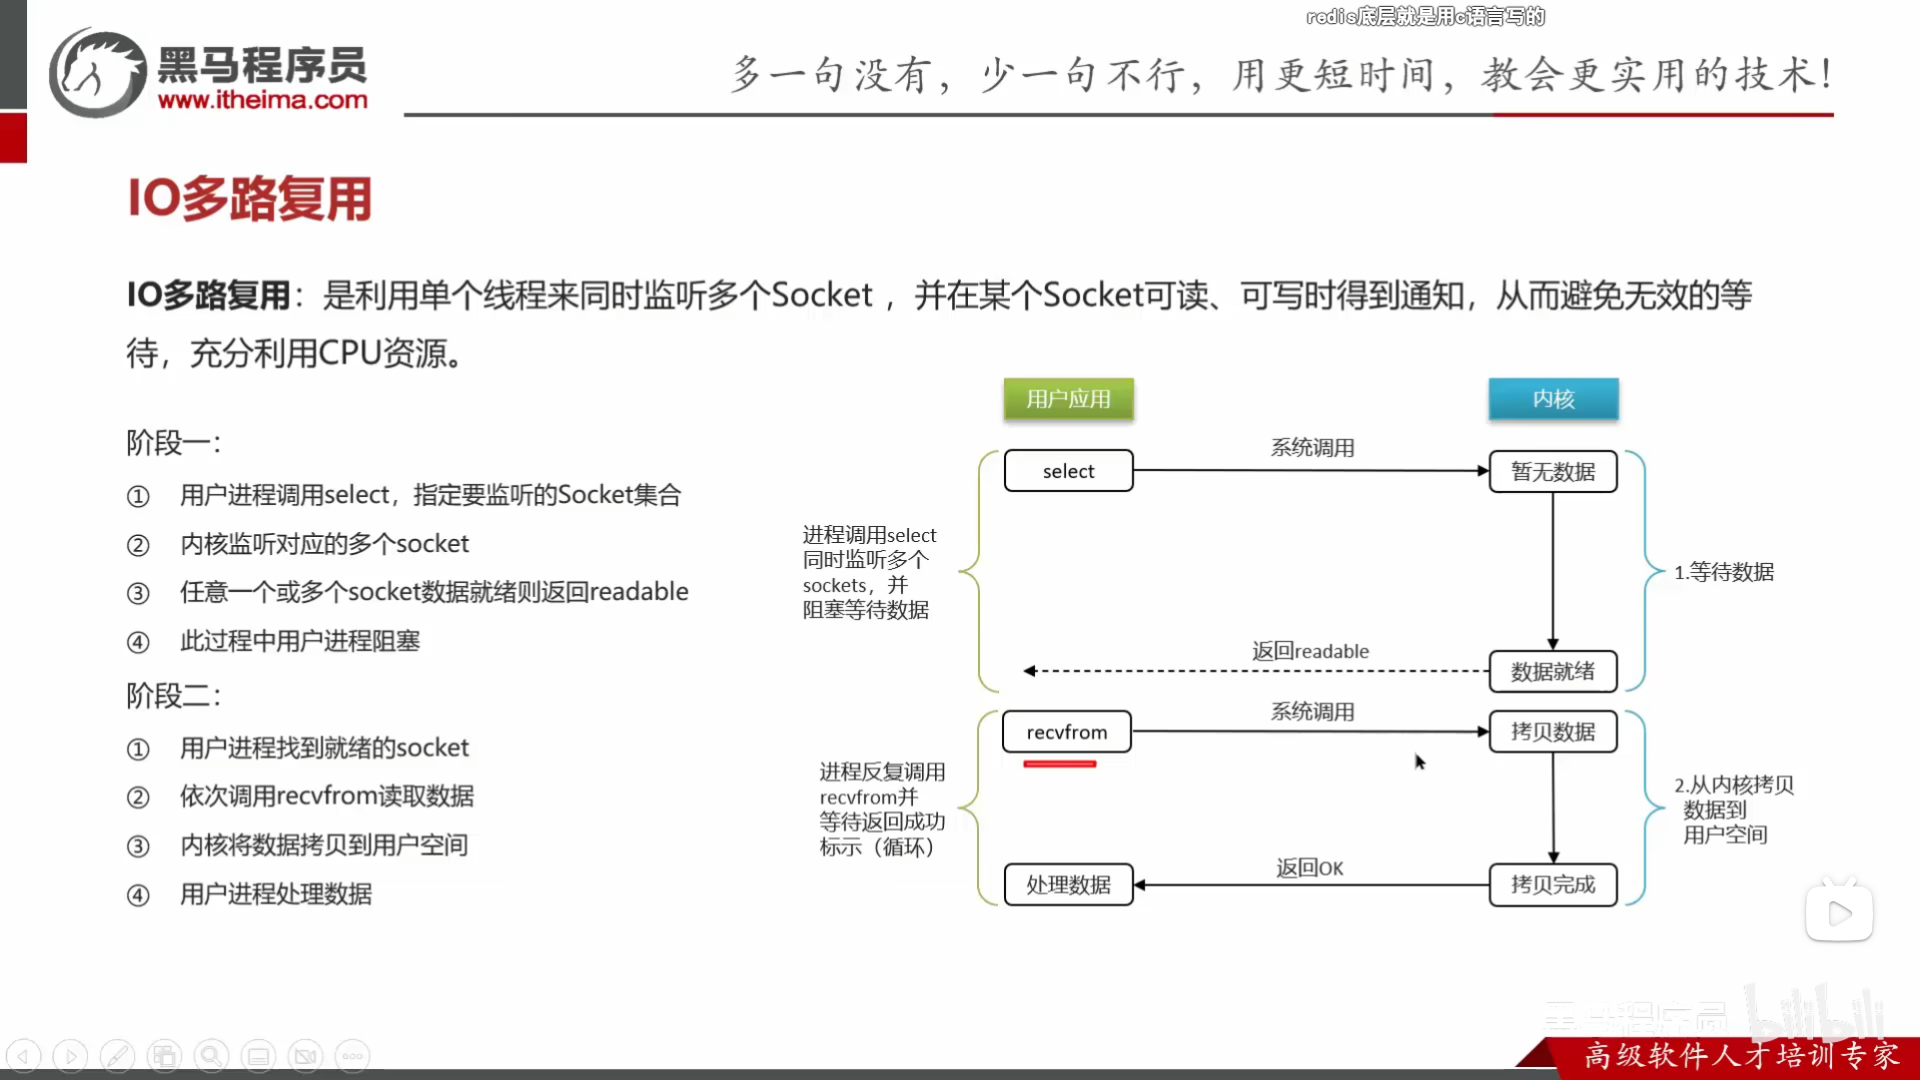 redis底层就是用c语言写的
黑马程序员
www.itheima.com
多一句没有，少一句不行，用更短时间，教会更实用的技术！
IO多路复用
IO多路复用：是利用单个线程来同时监听多个Socket ，并在某个Socket可读、可写时得到通知，从而避免无效的等
待，充分利用CPU资源。
阶段一：
① 用户进程调用select，指定要监听的Socket集合
② 内核监听对应的多个socket
③ 任意一个或多个socket数据就绪则返回readable
④ 此过程中用户进程阻塞
阶段二：
① 用户进程找到就绪的socket
② 依次调用recvfrom读取数据
③ 内核将数据拷贝到用户空间
④ 用户进程处理数据
用户应用
内核
select
系统调用
暂无数据
进程调用select
同时监听多个
sockets，并
阻塞等待数据
1.等待数据
返回readable
数据就绪
recvfrom
系统调用
拷贝数据
进程反复调用
recvfrom并
等待返回成功
标示（循环）
2.从内核拷贝
数据到
用户空间
处理数据
返回OK
拷贝完成
黑马程序员
bilibili
高级软件人才培训专家